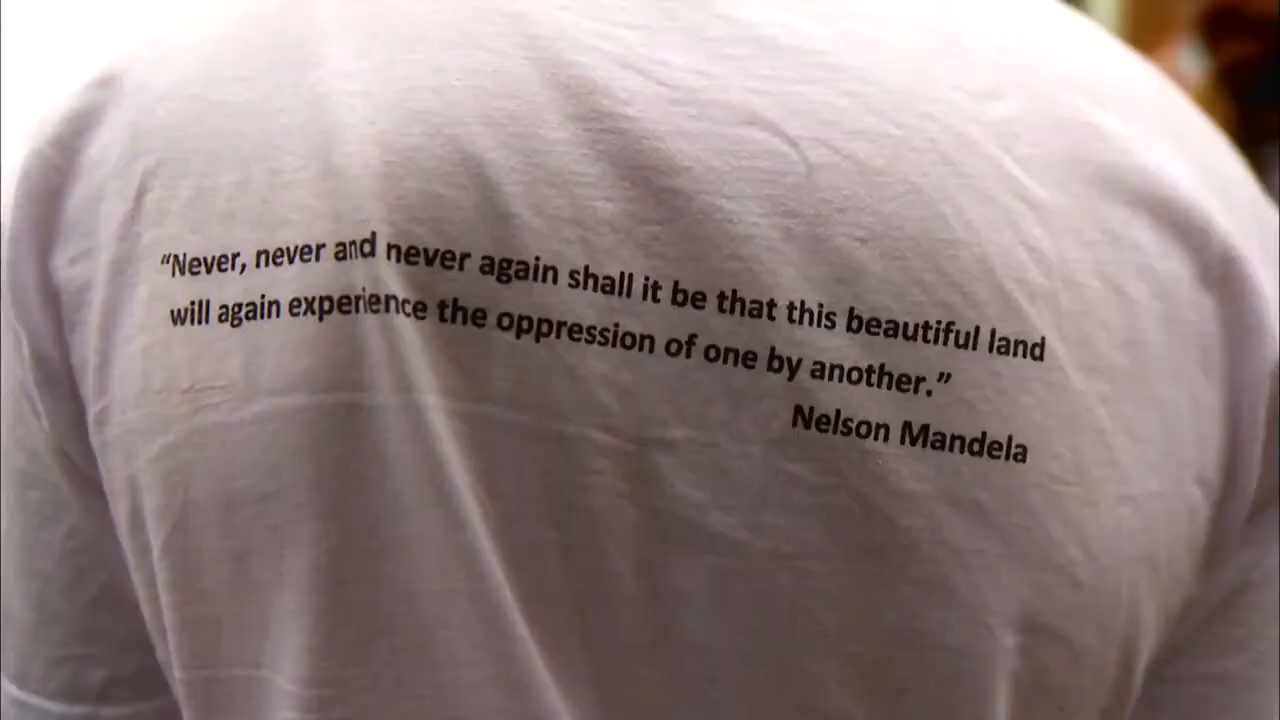 “Never, never and never again shall it be that this beautiful land
will again experience the oppression of one by another.”
Nelson Mandela